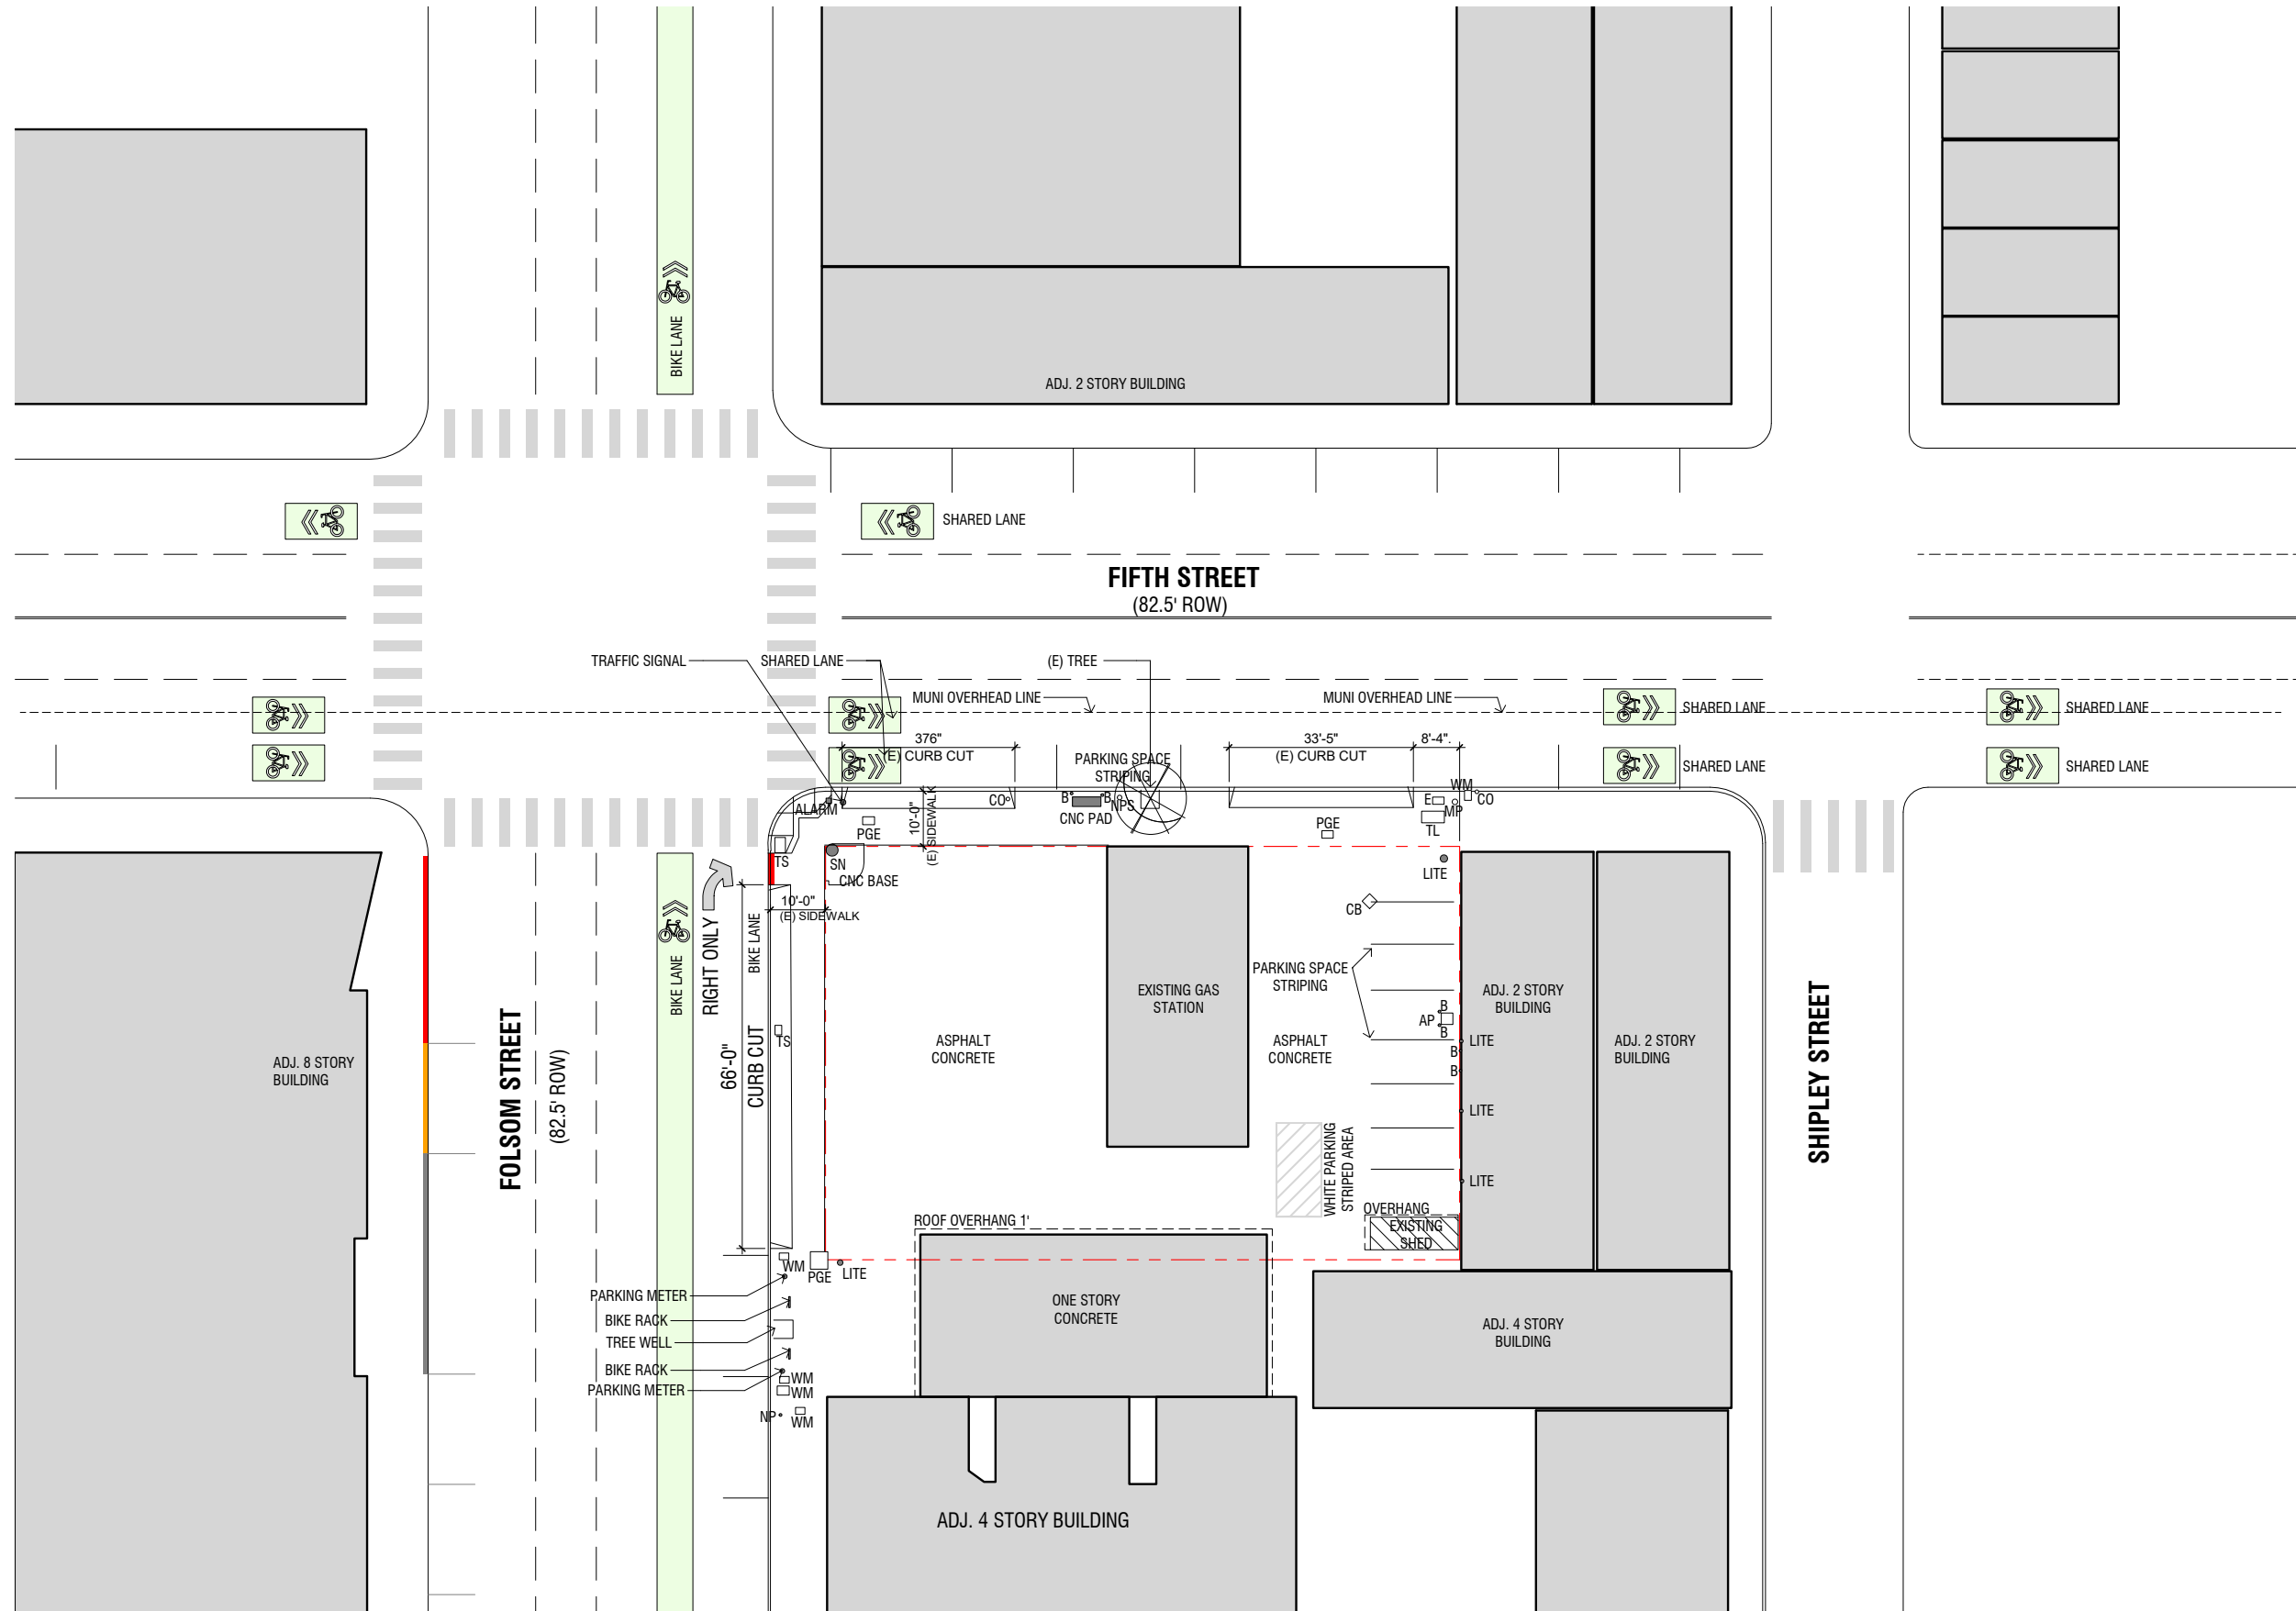 BIKE LANE
ADJ. 2 STORY BUILDING
SHARED LANE
FIFTH STREET
(82.5' ROW)
TRAFFIC SIGNAL
SHARED LANE
(E) TREE
MUNI OVERHEAD LINE
MUNI OVERHEAD LINE
SHARED LANE
SHARED LANE
376"
(E) CURB CUT
PARKING SPACE
STRIPING
33'-5"
(E) CURB CUT
8'-4".
SHARED LANE
SHARED LANE
ALARM
CO
B
B
NPS
CNC PAD
WM
E
MP
CO
TL
PGE
PGE
10'-0"
(E) SIDEWALK
TS
SN
CNC BASE
LITE
10'-0"
(E) SIDEWALK
CB
BIKE LANE
BIKE LANE
RIGHT ONLY
66'-0"
CURB CUT
TS
PARKING SPACE
STRIPING
EXISTING GAS
STATION
ADJ. 2 STORY
BUILDING
ADJ. 2 STORY
BUILDING
ASPHALT
CONCRETE
ASPHALT
CONCRETE
B
AP
B
LITE
B
B
LITE
LITE
ADJ. 8 STORY
BUILDING
FOLSOM STREET
(82.5' ROW)
SHIPLEY STREET
WHITE PARKING
STRIPED AREA
OVERHANG
EXISTING
SHED
ROOF OVERHANG 1'
WM
PGE
LITE
PARKING METER
BIKE RACK
TREE WELL
BIKE RACK
PARKING METER
WM
WM
NP
WM
ONE STORY
CONCRETE
ADJ. 4 STORY
BUILDING
ADJ. 4 STORY BUILDING